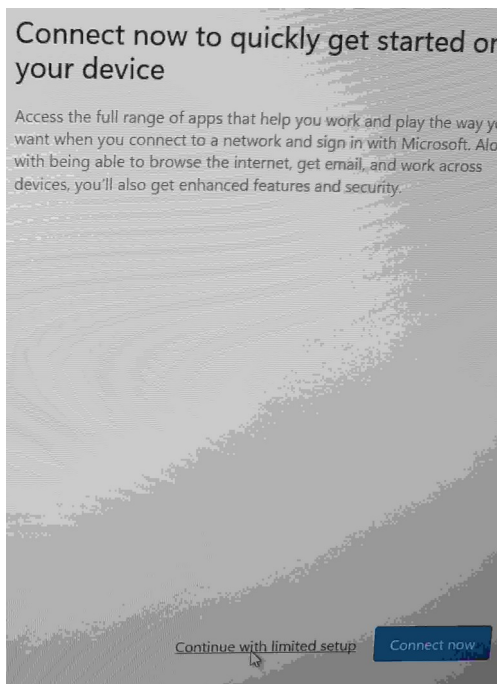 Connect now to quickly get started
your device
Access the full range of apps that help you work and play the way
want when you connect to a network and sign in with Microsoft.
with being able to browse the internet, get email, and work across
devices, you'll also get enhanced features and security.
Continue with limited setup
Connect now